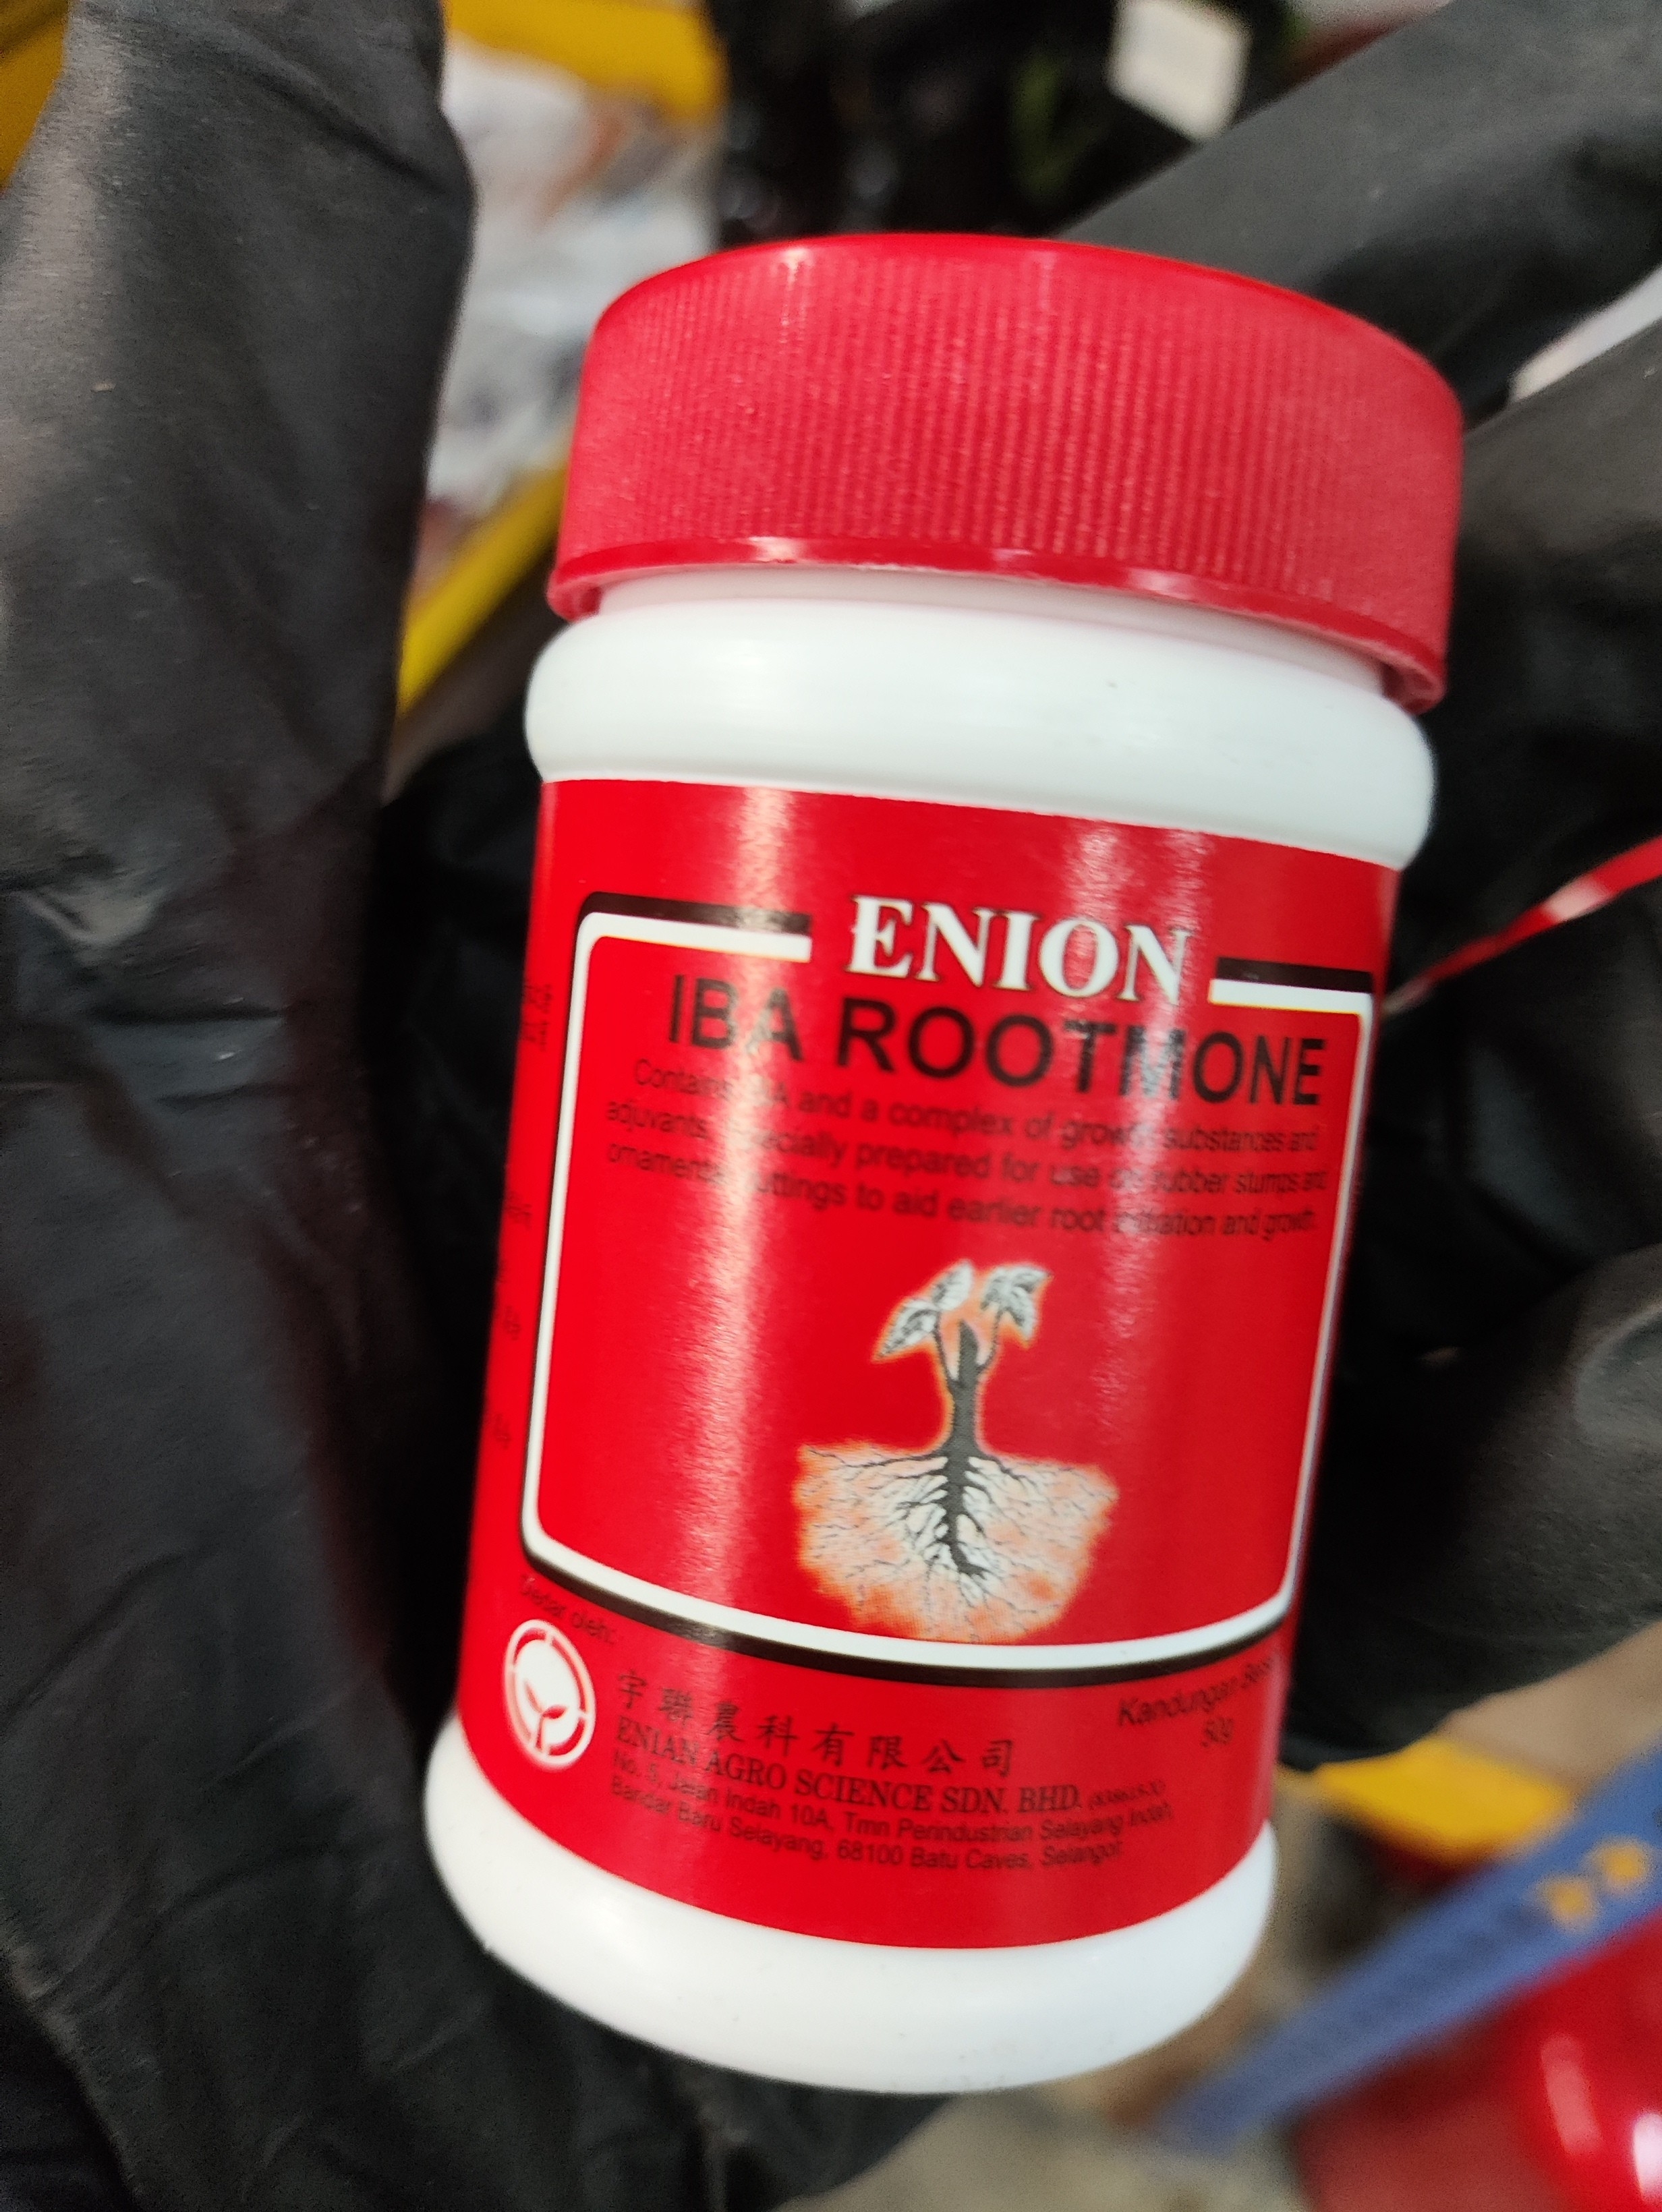 ENION
IBA ROOTMONE
Contains IBA and a complex of growth substances and
adjuvants, specially prepared for use on rubber stumps and
ornamental cuttings to aid earlier root initiation and growth.
oleh:
宇聯農科有限公司
ENIAN AGRO SCIENCE SDN. BHD.
No. 5, Jalan Indah 10A, Tmn Perindustrian Selayang Indah,
Bandar Baru Selayang, 68100 Batu Caves, Selangor.
Kandungan
50g